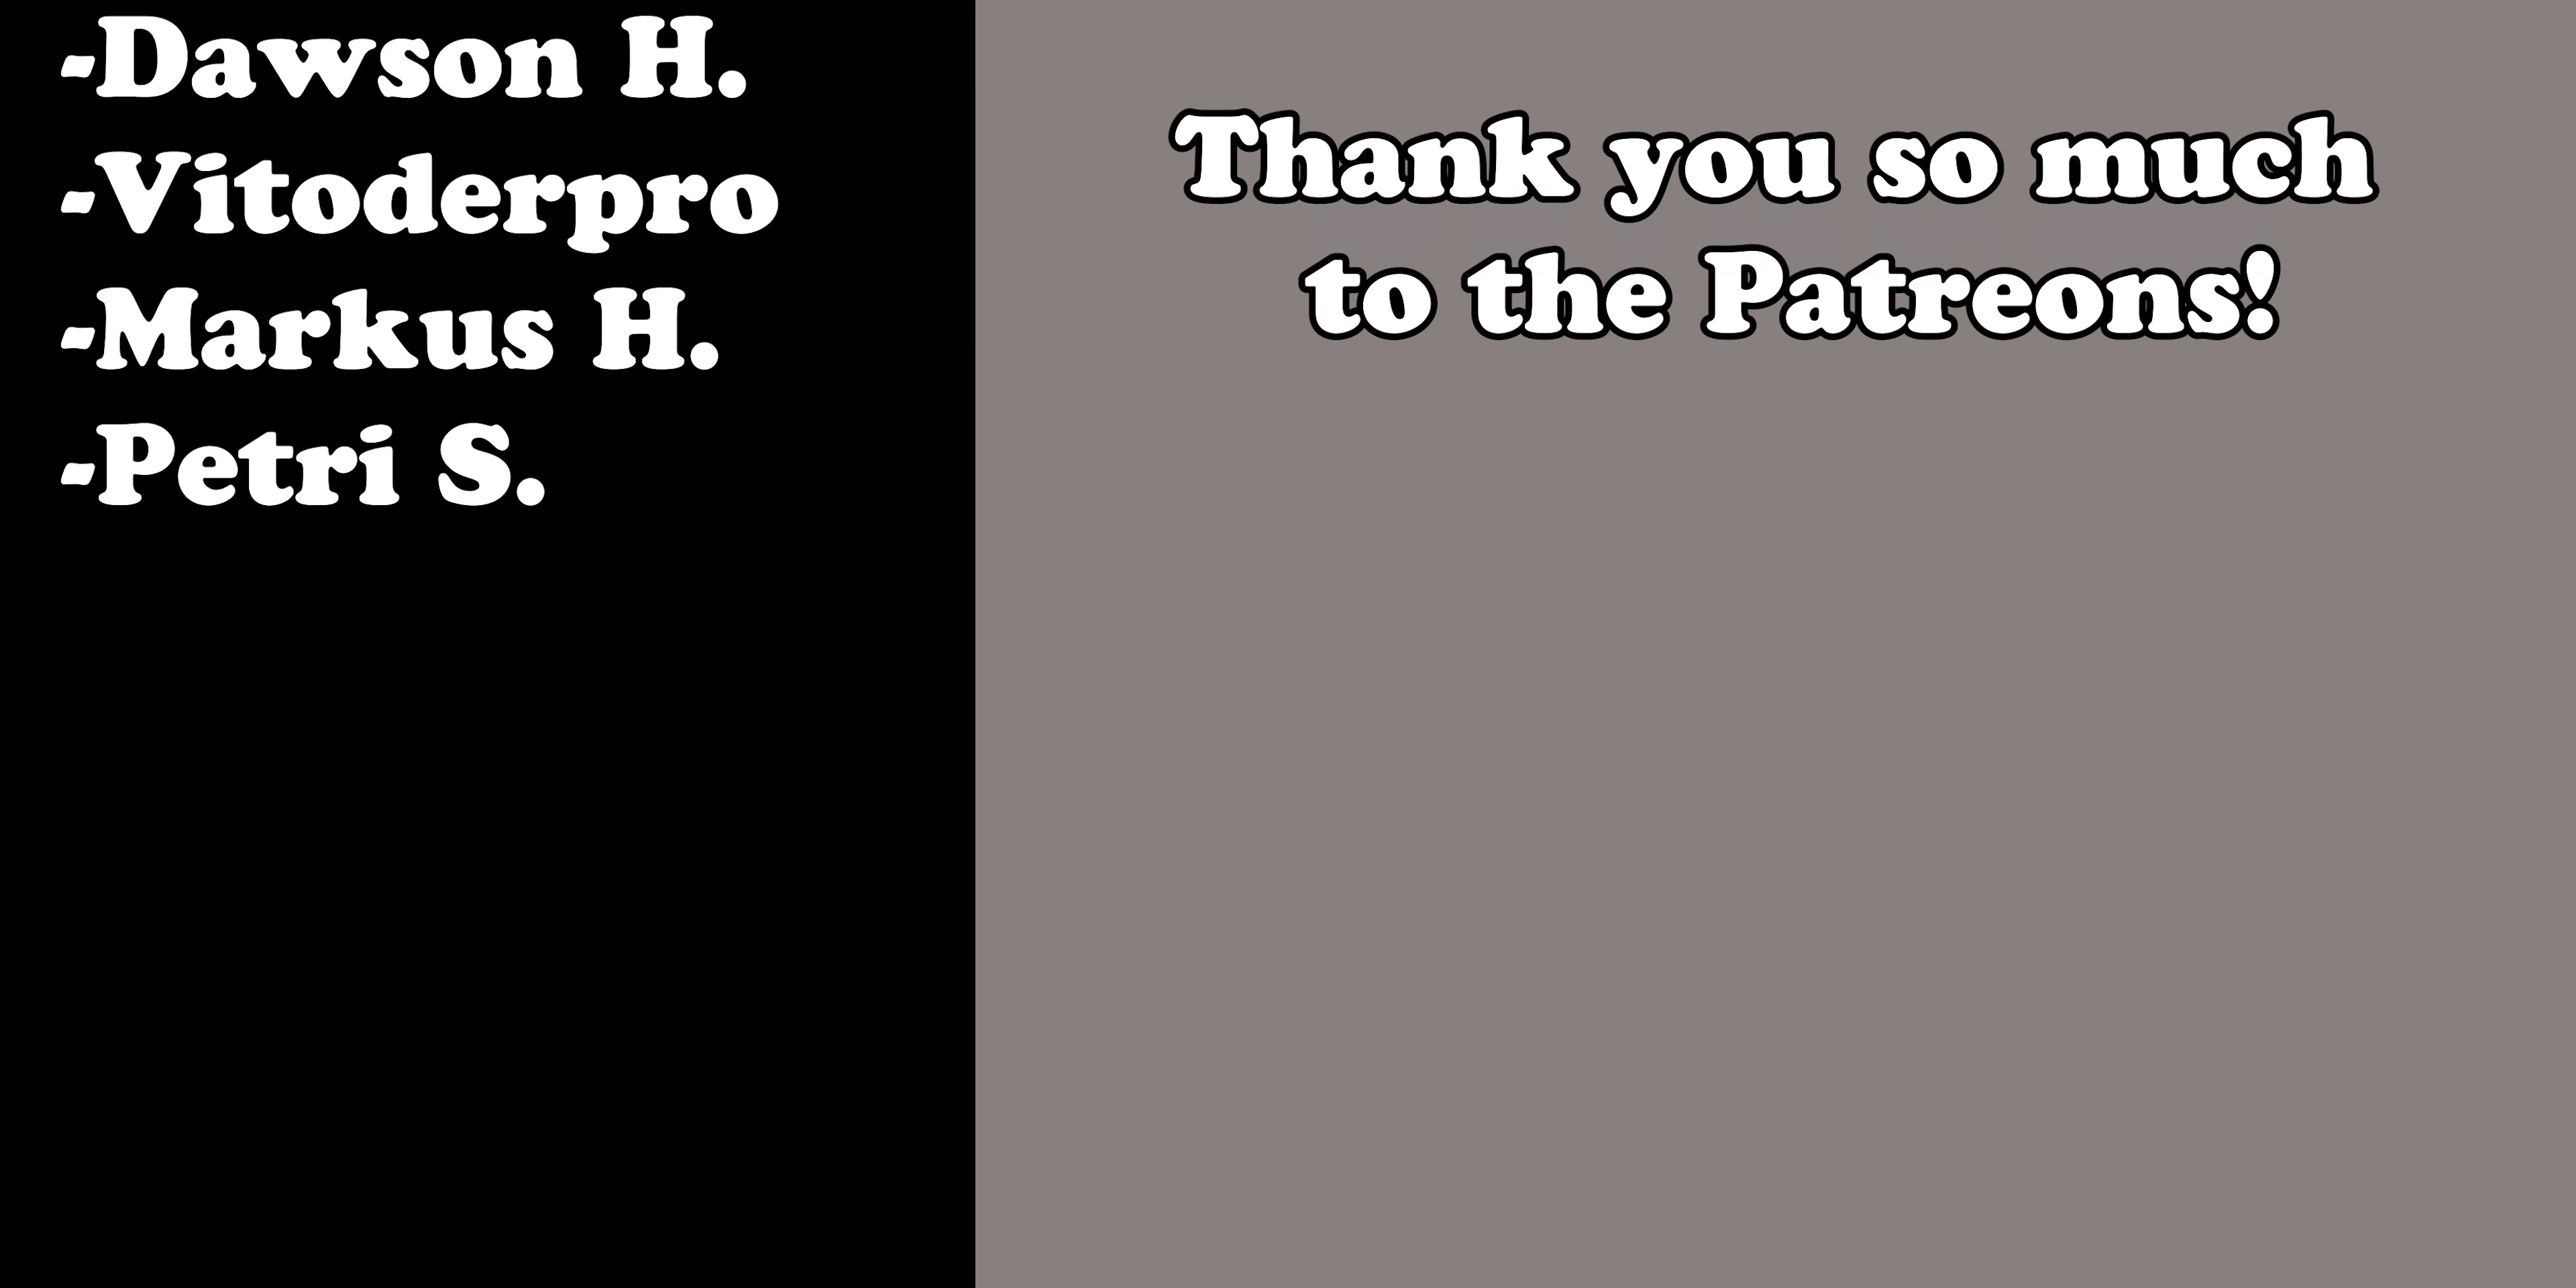 -Dawson H.
-Vitoderpro
-Markus H.
-Petri S.
Thank you so much
to the Patreons!